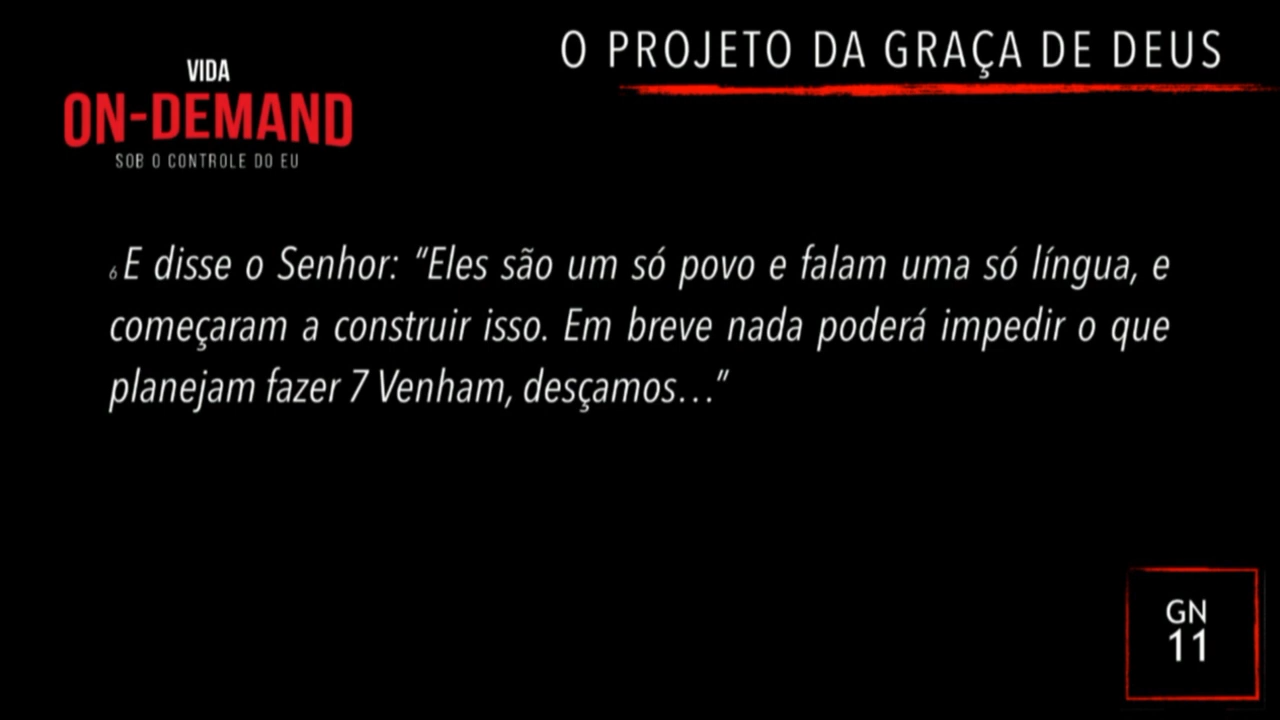 O PROJETO DA GRAÇA DE DEUS
VIDA
ON-DEMAND
SOB O CONTROLE DO EU
6 E disse o Senhor: “Eles são um só povo e falam uma só língua, e
começaram a construir isso. Em breve nada poderá impedir o que
planejam fazer 7 Venham, desçamos...”
GN
11